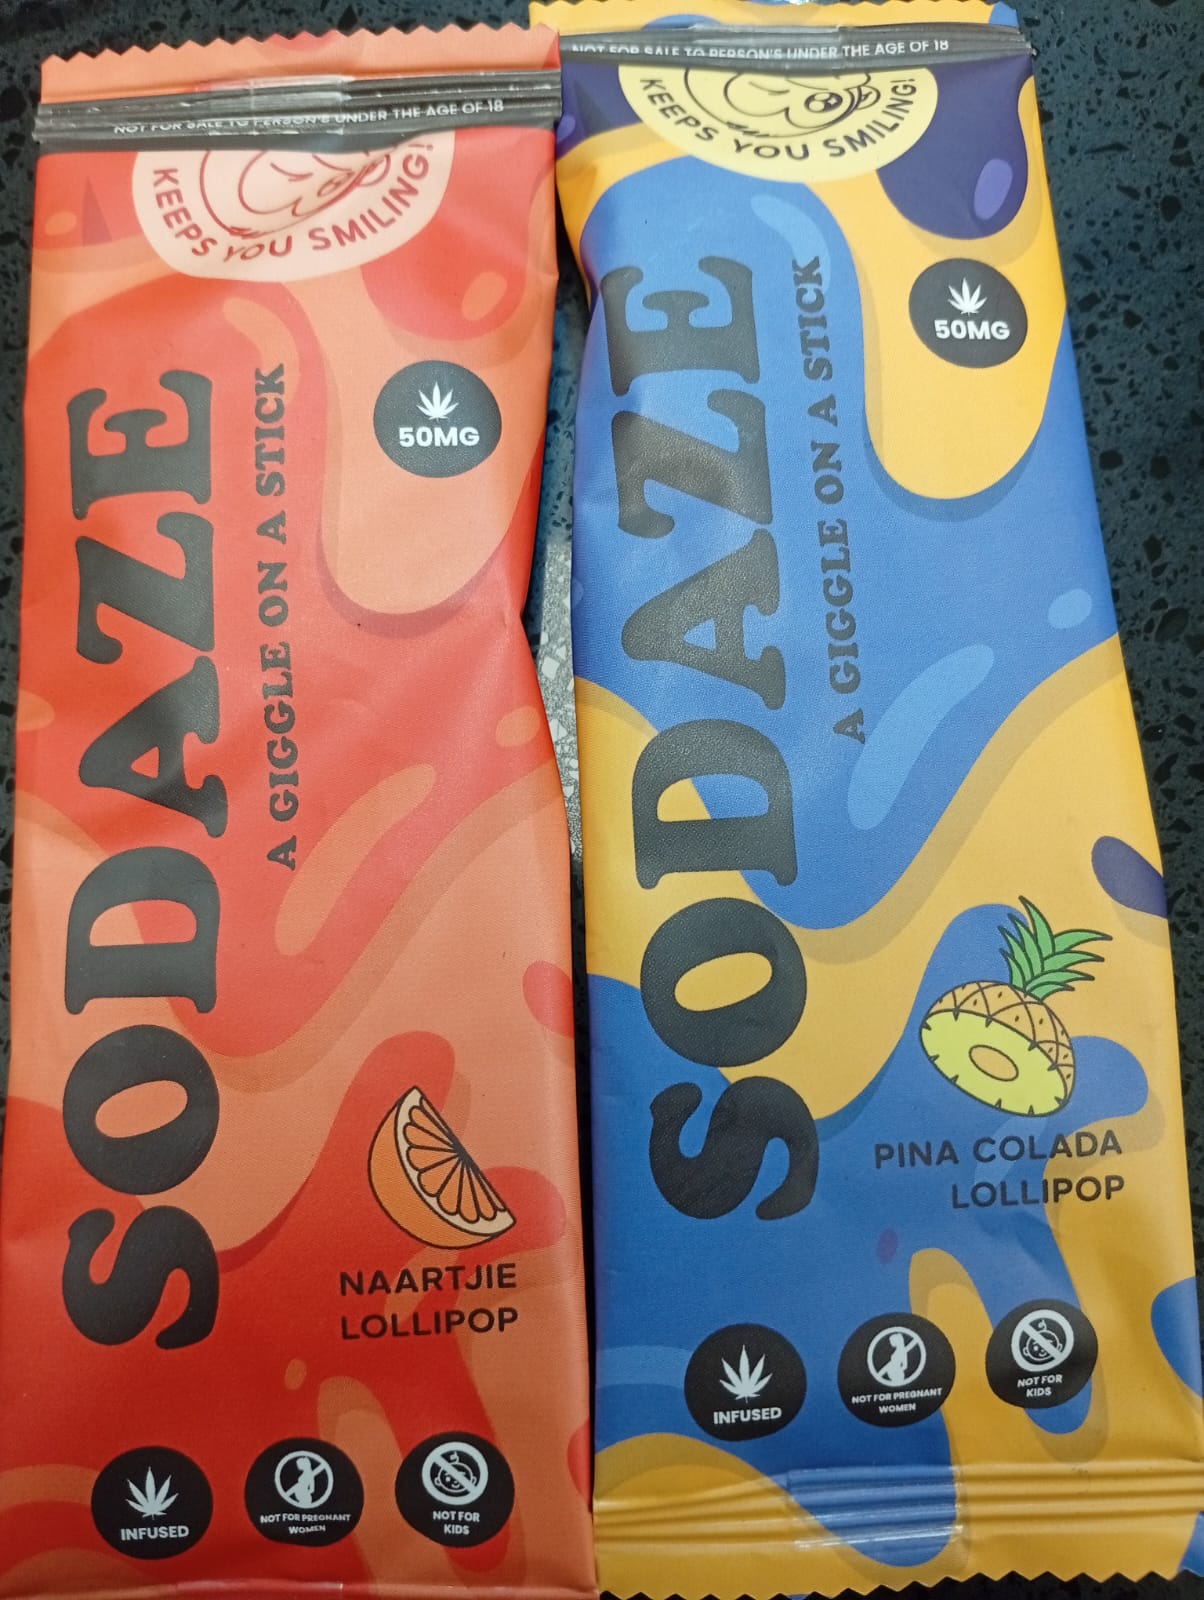 NOT FOR SALE TO PERSON'S UNDER THE AGE OF 18
KEEPS YOU SMILING!
50MG
SODAZE
A GIGGLE ON A STICK
NAARTJIE
LOLLIPOP
INFUSED
NOT FOR PREGNANT
WOMEN
NOT FOR
KIDS
NOT FOR SALE TO PERSON'S UNDER THE AGE OF 18
KEEPS YOU SMILING!
50MG
SODAZE
A GIGGLE ON A STICK
PINA COLADA
LOLLIPOP
INFUSED
NOT FOR PREGNANT
WOMEN
NOT FOR
KIDS